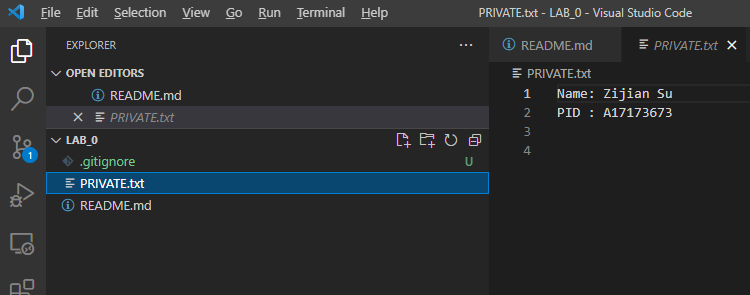 File Edit Selection View Go Run Terminal Help PRIVATE.txt - LAB_0 - Visual Studio Code
EXPLORER ···
OPEN EDITORS
README.md
PRIVATE.txt
LAB_0
.gitignore U
PRIVATE.txt
README.md
1
README.md PRIVATE.txt
PRIVATE.txt
1 Name: Zijian Su
2 PID : A17173673
3
4